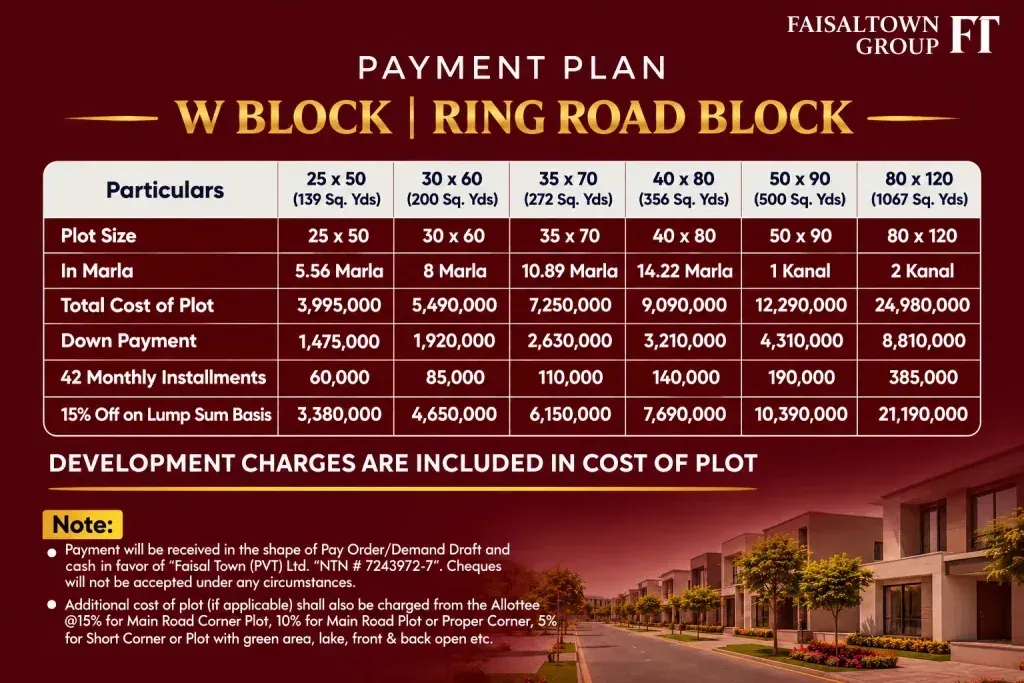 FAISALTOWN
GROUP FT
PAYMENT PLAN
W BLOCK | RING ROAD BLOCK
Particulars 25 x 50 (139 Sq. Yds) 30 x 60 (200 Sq. Yds) 35 x 70 (272 Sq. Yds) 40 x 80 (356 Sq. Yds) 50 x 90 (500 Sq. Yds) 80 x 120 (1067 Sq. Yds)
Plot Size 25 x 50 30 x 60 35 x 70 40 x 80 50 x 90 80 x 120
In Marla 5.56 Marla 8 Marla 10.89 Marla 14.22 Marla 1 Kanal 2 Kanal
Total Cost of Plot 3,995,000 5,490,000 7,250,000 9,090,000 12,290,000 24,980,000
Down Payment 1,475,000 1,920,000 2,630,000 3,210,000 4,310,000 8,810,000
42 Monthly Installments 60,000 85,000 110,000 140,000 190,000 385,000
15% Off on Lump Sum Basis 3,380,000 4,650,000 6,150,000 7,690,000 10,390,000 21,190,000
DEVELOPMENT CHARGES ARE INCLUDED IN COST OF PLOT
Note:
● Payment will be received in the shape of Pay Order/Demand Draft and
cash in favor of "Faisal Town (PVT) Ltd. "NTN # 7243972-7". Cheques
will not be accepted under any circumstances.
● Additional cost of plot (if applicable) shall also be charged from the Allottee
@15% for Main Road Corner Plot, 10% for Main Road Plot or Proper Corner, 5%
for Short Corner or Plot with green area, lake, front & back open etc.